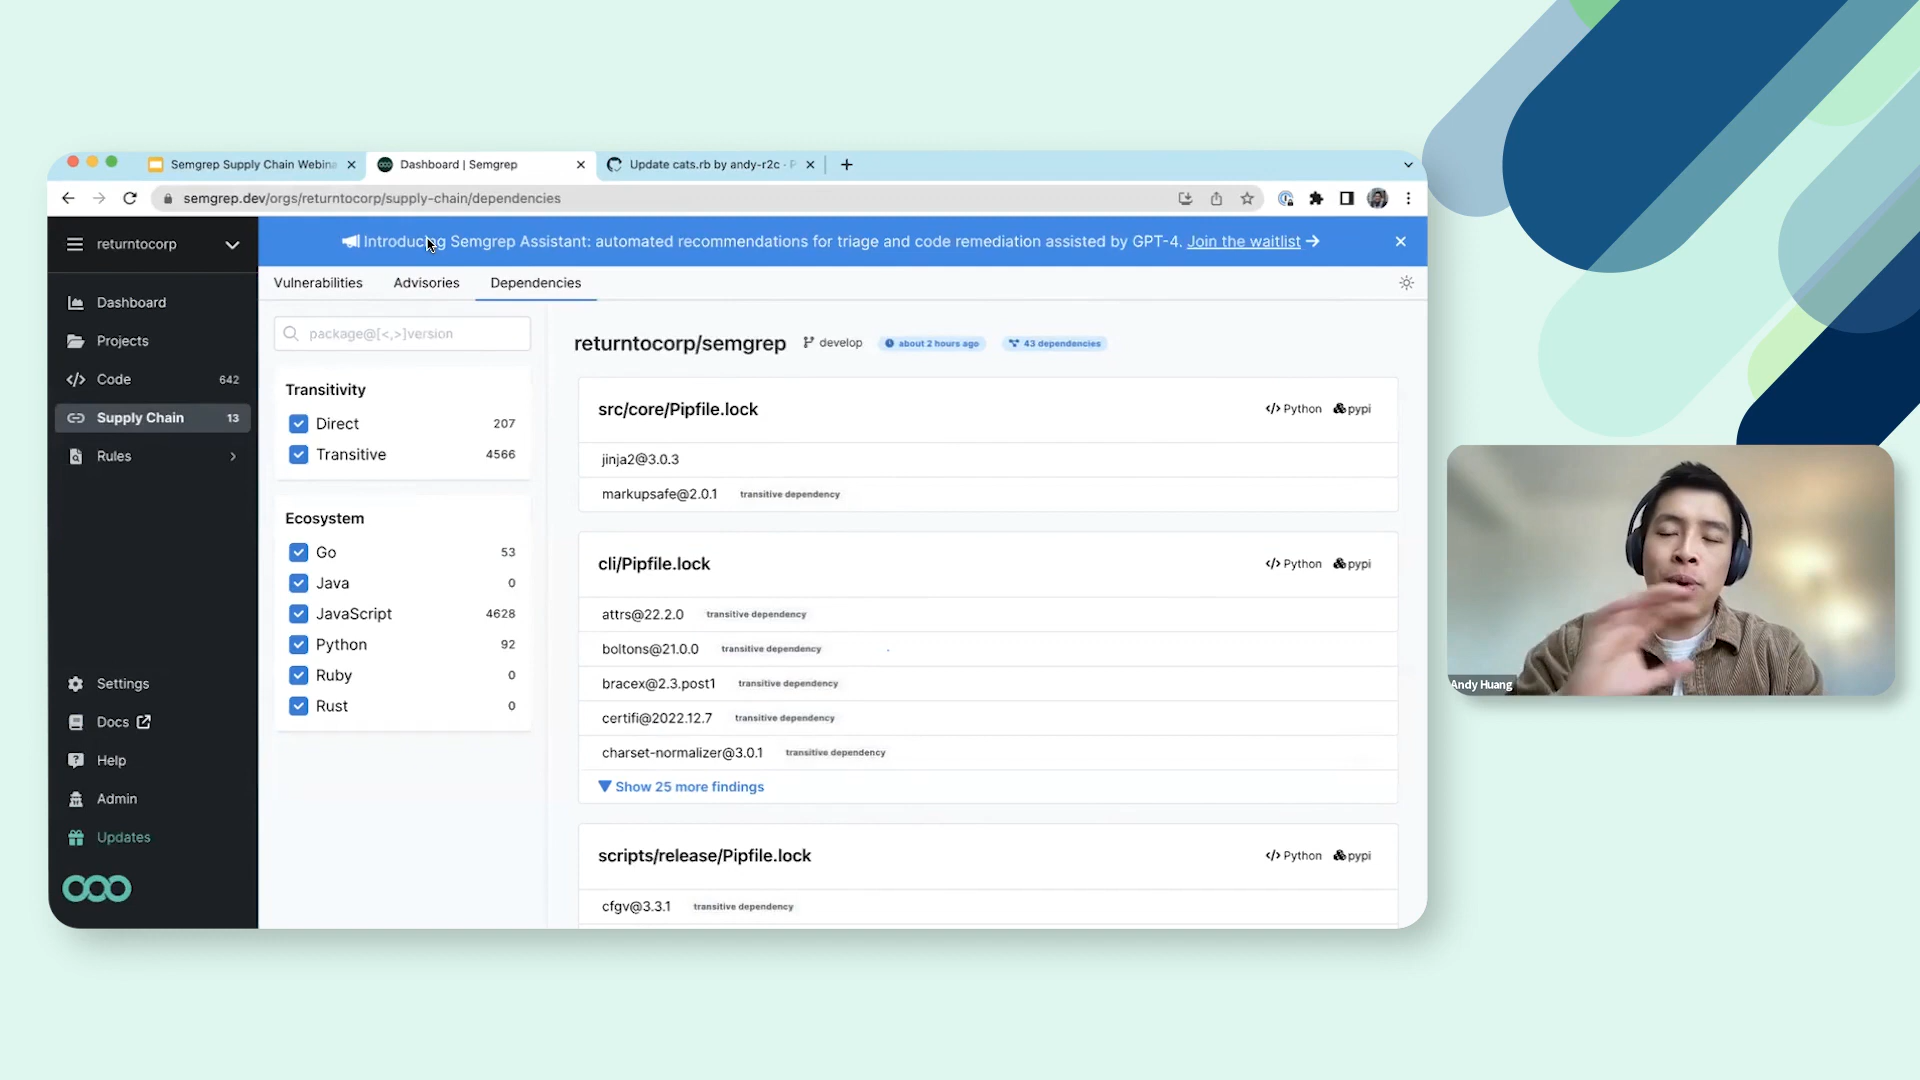 Semgrep Supply Chain Webina
Dashboard | Semgrep
Update cats.rb by andy-r2c · P
semgrep.dev/orgs/returntocorp/supply-chain/dependencies
returntocorp
Dashboard
Projects
Code 642
Supply Chain 13
Rules
Settings
Docs
Help
Admin
Updates
Introducing Semgrep Assistant: automated recommendations for triage and code remediation assisted by GPT-4. Join the waitlist →
Vulnerabilities Advisories Dependencies
package@[<,>]version
Transitivity
Direct 207
Transitive 4566
Ecosystem
Go 53
Java 0
JavaScript 4628
Python 92
Ruby 0
Rust 0
returntocorp/semgrep develop about 2 hours ago 43 dependencies
src/core/Pipfile.lock </> Python pypi
jinja2@3.0.3
markupsafe@2.0.1 transitive dependency
cli/Pipfile.lock </> Python pypi
attrs@22.2.0 transitive dependency
boltons@21.0.0 transitive dependency
bracex@2.3.post1 transitive dependency
certifi@2022.12.7 transitive dependency
charset-normalizer@3.0.1 transitive dependency
Show 25 more findings
scripts/release/Pipfile.lock </> Python pypi
cfgv@3.3.1 transitive dependency
Andy Huang